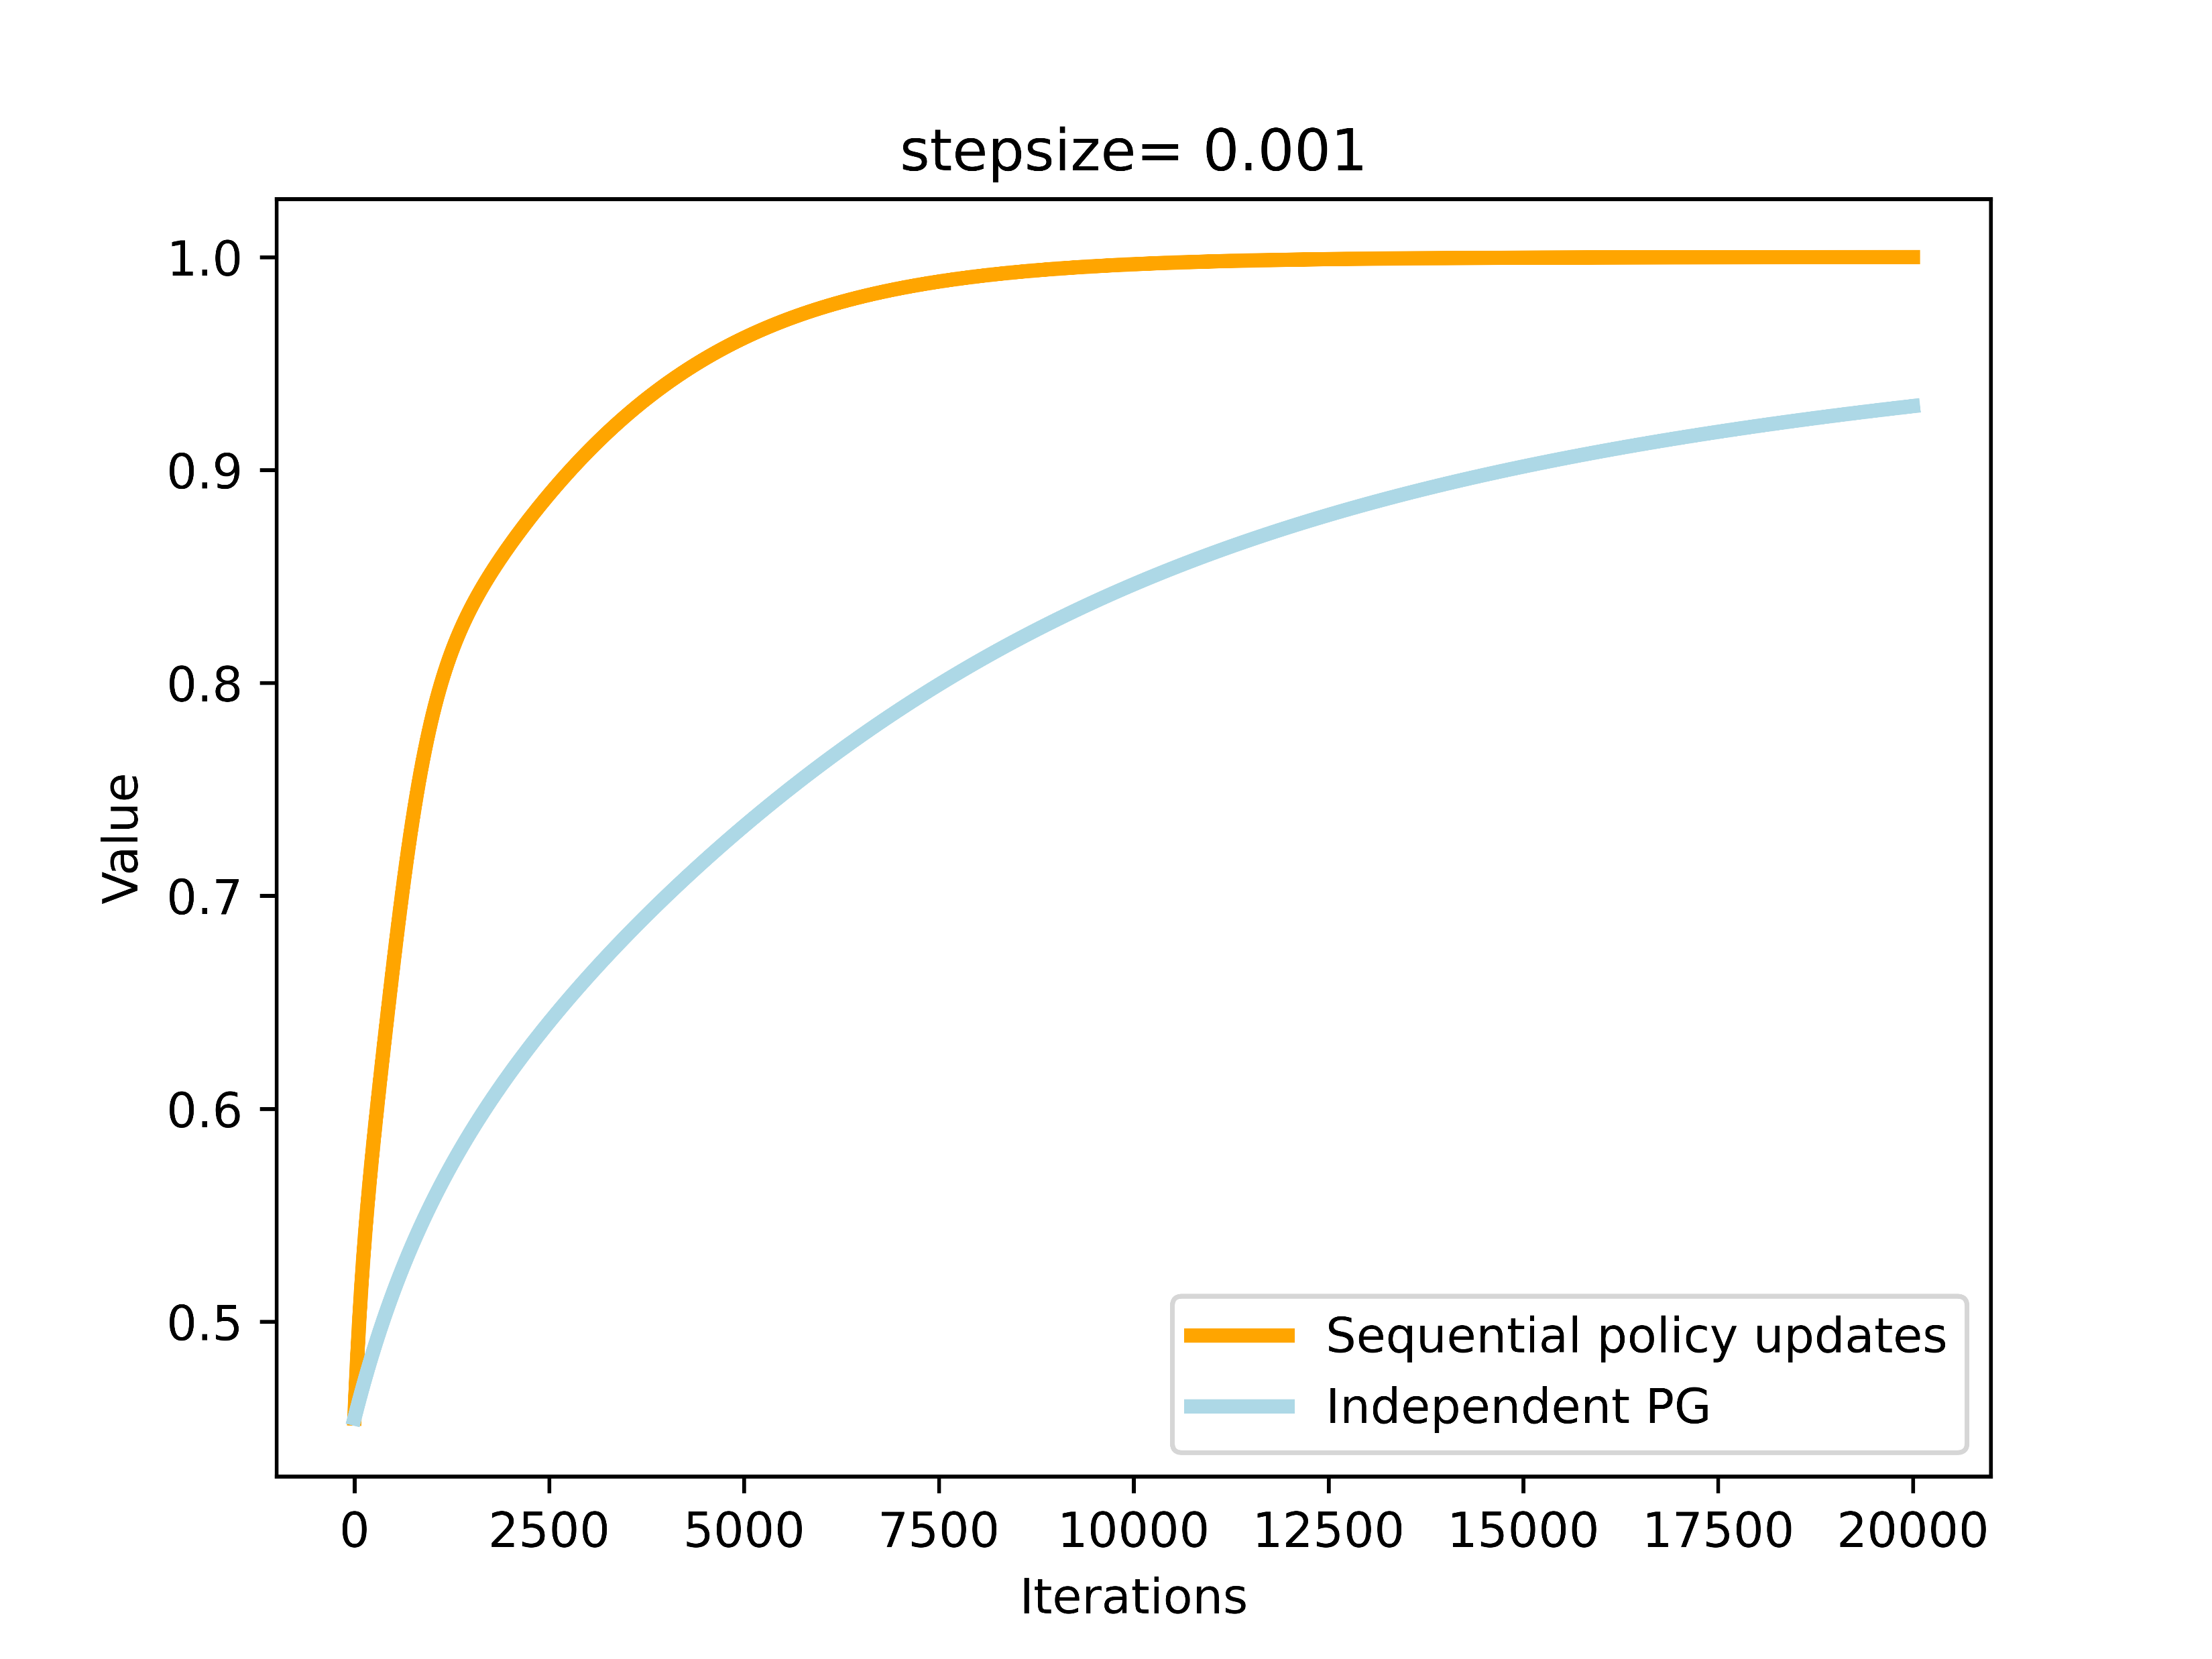 stepsize= 0.001
1.0
0.9
0.8
0.7
0.6
0.5
Value
Sequential policy updates
Independent PG
0 2500 5000 7500 10000 12500 15000 17500 20000
Iterations